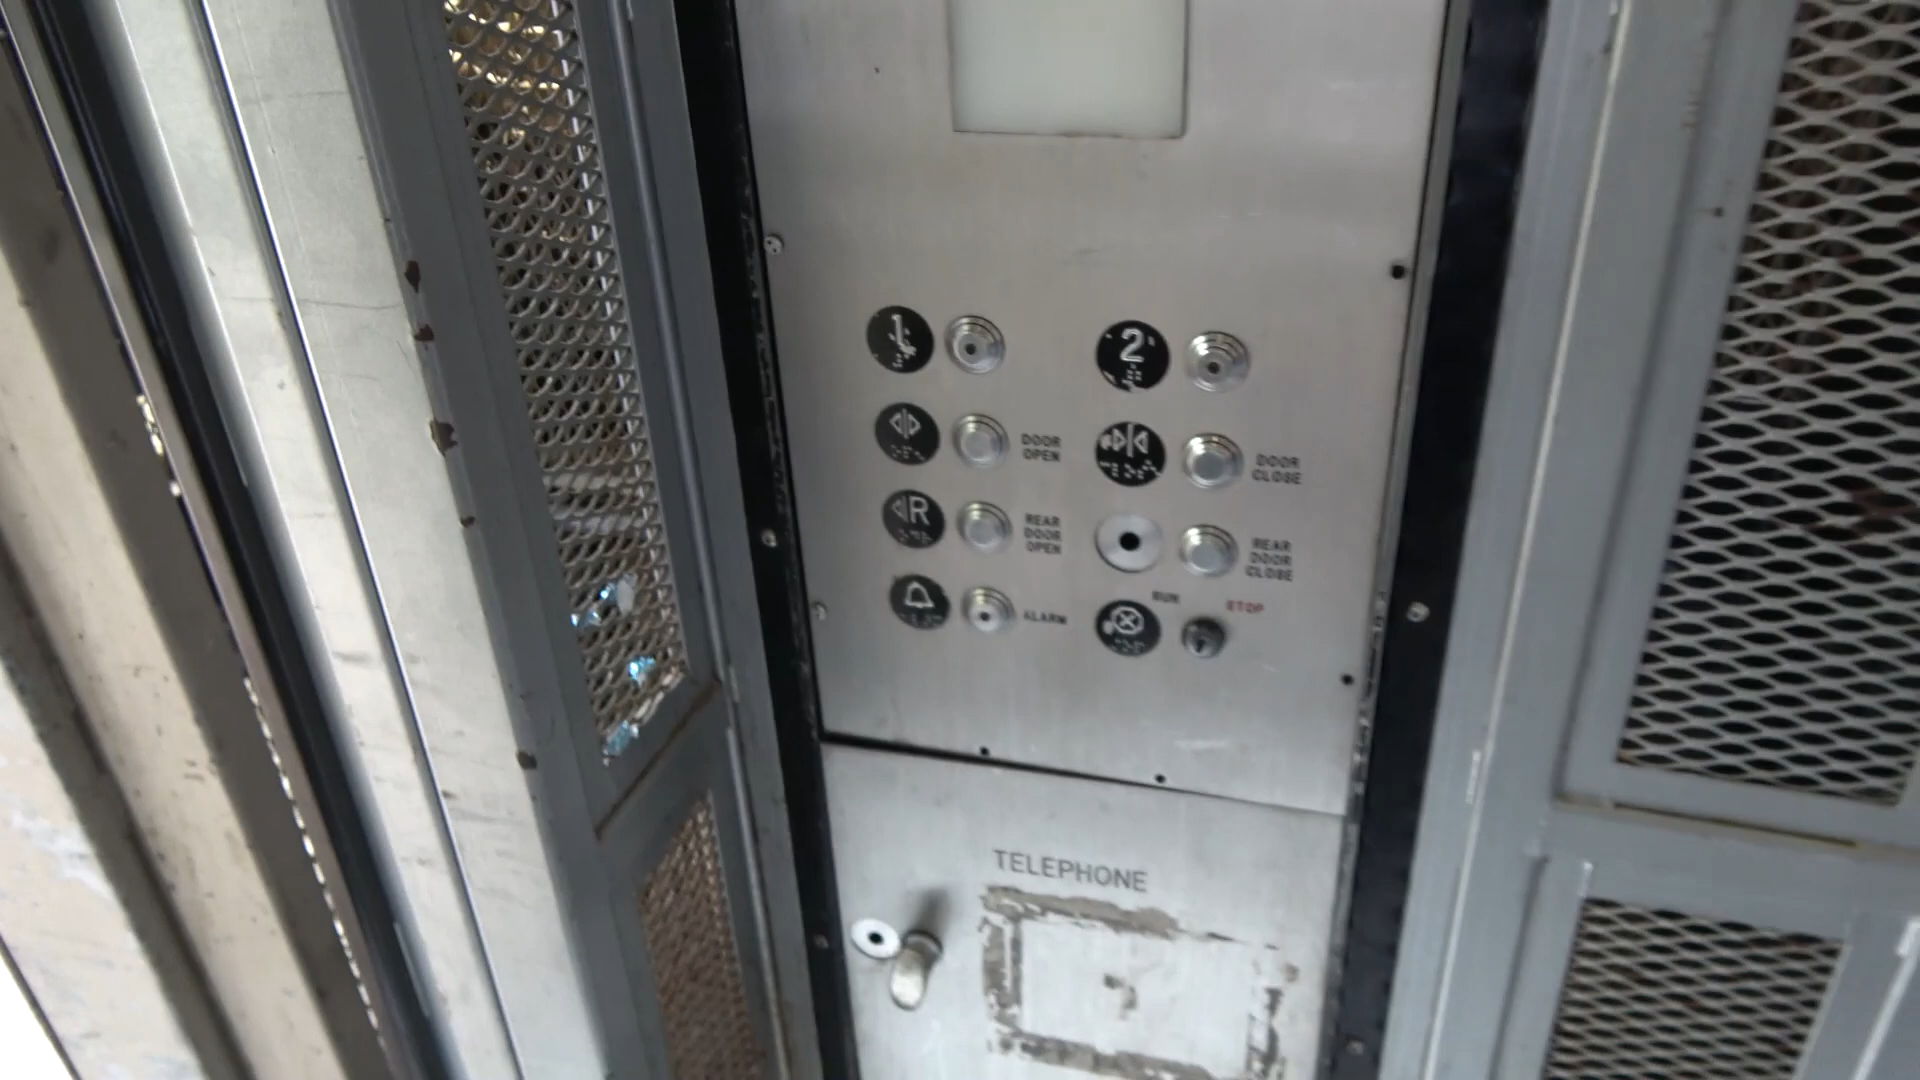 1
2
DOOR
OPEN
DOOR
CLOSE
R
REAR
DOOR
OPEN
REAR
DOOR
CLOSE
ALARM
RUN
STOP
TELEPHONE